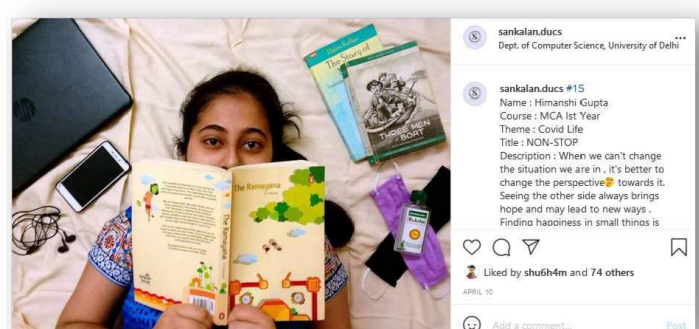 sankalan.ducs
Dept. of Computer Science, University of Delhi
sankalan.ducs #15
Name : Himanshi Gupta
Course : MCA Ist Year
Theme : Covid Life
Title : NON-STOP
Description : When we can't change
the situation we are in , it's better to
change the perspective🤔 towards it.
Seeing the other side always brings
hope and may lead to new ways .
Finding happiness in small things is
Liked by shu6h4m and 74 others
APRIL 10
Add a comment...
Post
Helen Keller
The Story of
THREE MEN
BOAT
The Ramayana
The Ramayana